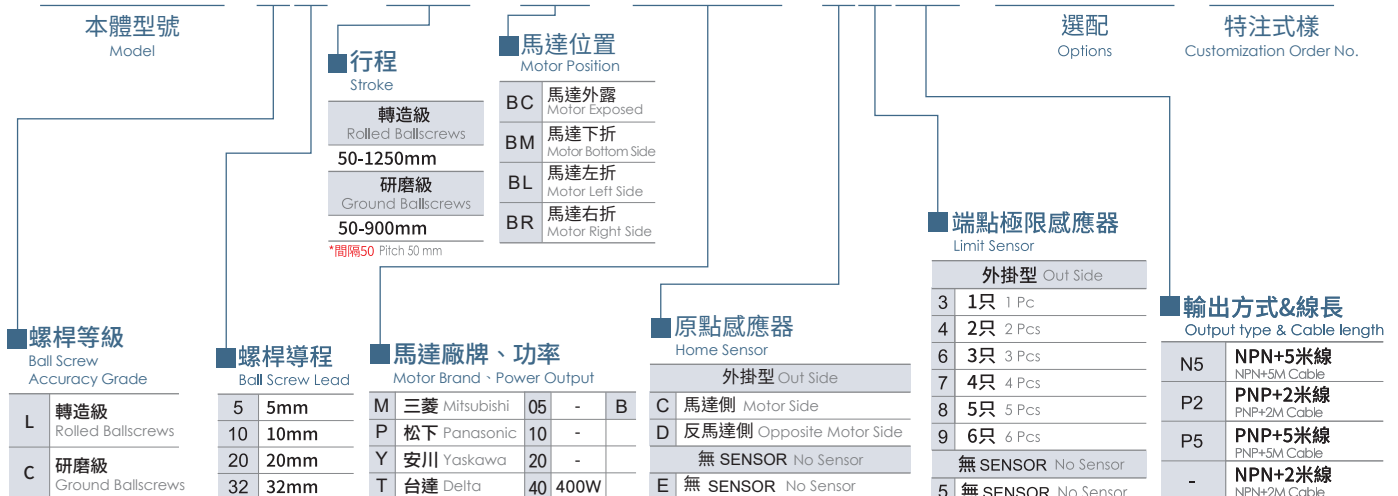 本體型號
Model
選配
Options
特注式樣
Customization Order No.
行程
Stroke
轉造級
Rolled Ballscrews
50-1250mm
研磨級
Ground Ballscrews
50-900mm
*間隔50 Pitch 50 mm
馬達位置
Motor Position
BC 馬達外露
Motor Exposed
BM 馬達下折
Motor Bottom Side
BL 馬達左折
Motor Left Side
BR 馬達右折
Motor Right Side
螺桿等級
Ball Screw
Accuracy Grade
L 轉造級
Rolled Ballscrews
C 研磨級
Ground Ballscrews
螺桿導程
Ball Screw Lead
5 5mm
10 10mm
20 20mm
32 32mm
馬達廠牌、功率
Motor Brand、Power Output
M 三菱 Mitsubishi 05 - B
P 松下 Panasonic 10 -
Y 安川 Yaskawa 20 -
T 台達 Delta 40 400W
原點感應器
Home Sensor
外掛型 Out Side
C 馬達側 Motor Side
D 反馬達側 Opposite Motor Side
無 SENSOR No Sensor
E 無 SENSOR No Sensor
端點極限感應器
Limit Sensor
外掛型 Out Side
3 1只 1 Pc
4 2只 2 Pcs
6 3只 3 Pcs
7 4只 4 Pcs
8 5只 5 Pcs
9 6只 6 Pcs
無 SENSOR No Sensor
5 無 SENSOR No Sensor
輸出方式&線長
Output type & Cable length
N5 NPN+5米線
NPN+5M Cable
P2 PNP+2米線
PNP+2M Cable
P5 PNP+5米線
PNP+5M Cable
- NPN+2米線
NPN+2M Cable